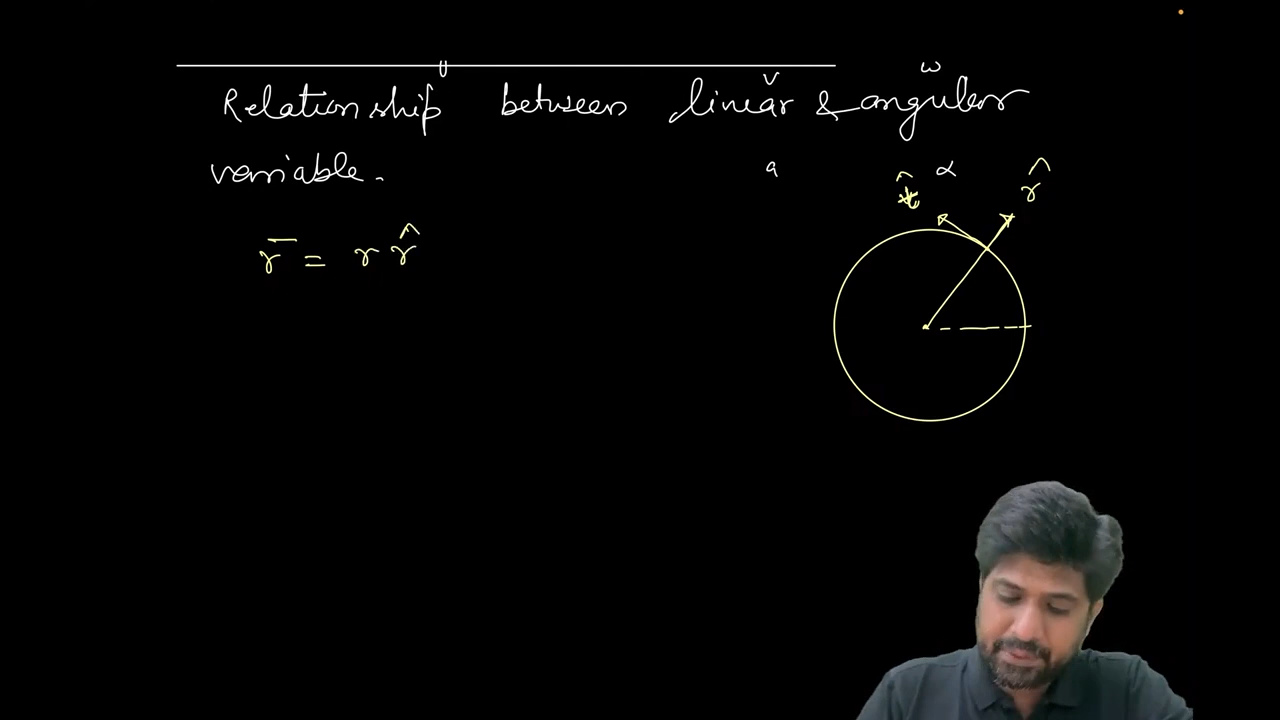 Relationship between linear & angular
v ω
variable.
a α
t̂ r̂
r̄ = r r̂